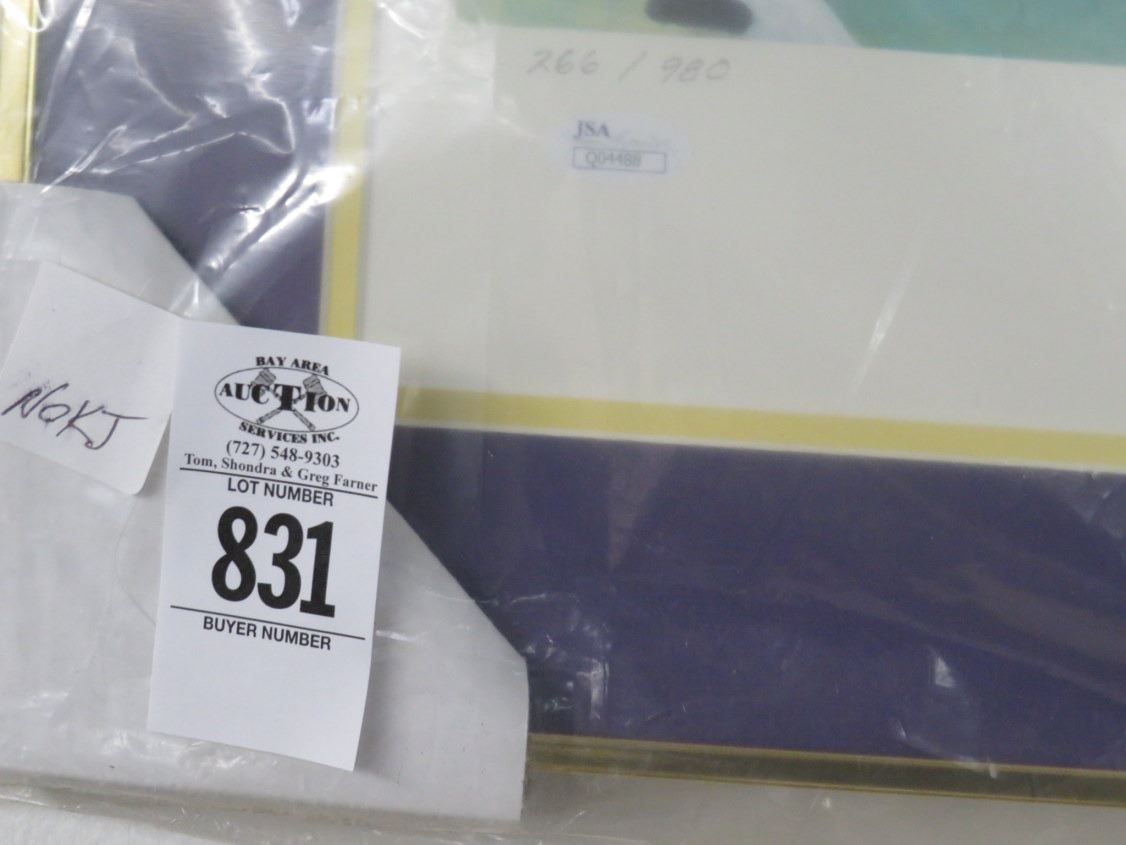 266 / 980
JSA
Q04488
NOKJ
BAY AREA
AUCTION
SERVICES INC.
(727) 548-9303
Tom, Shondra & Greg Farner
LOT NUMBER
831
BUYER NUMBER